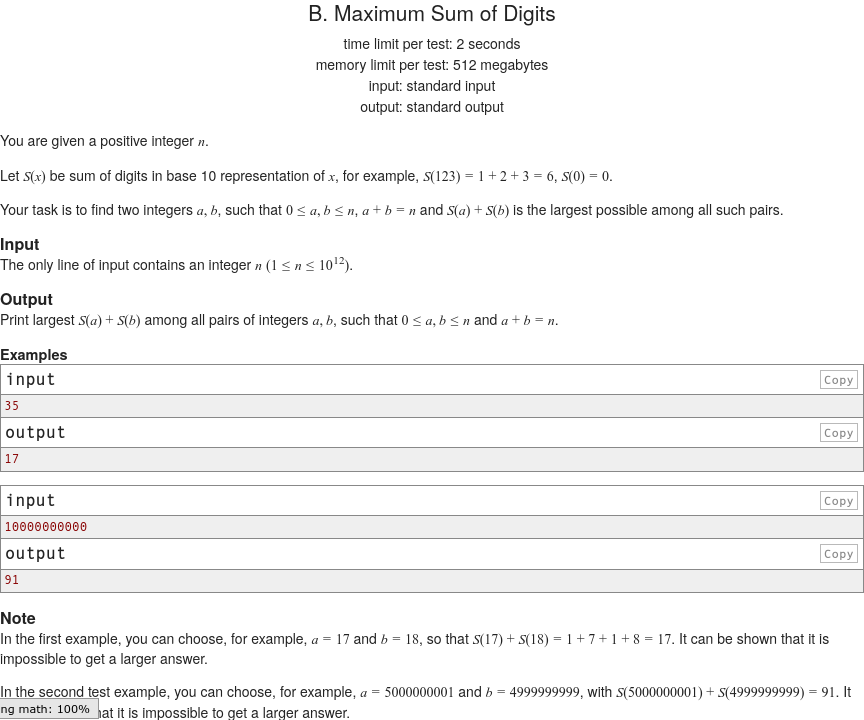 B. Maximum Sum of Digits
time limit per test: 2 seconds
memory limit per test: 512 megabytes
input: standard input
output: standard output
You are given a positive integer n.
Let S(x) be sum of digits in base 10 representation of x, for example, S(123) = 1 + 2 + 3 = 6, S(0) = 0.
Your task is to find two integers a, b, such that 0 ≤ a, b ≤ n, a + b = n and S(a) + S(b) is the largest possible among all such pairs.
Input
The only line of input contains an integer n (1 ≤ n ≤ 10^12).
Output
Print largest S(a) + S(b) among all pairs of integers a, b, such that 0 ≤ a, b ≤ n and a + b = n.
Examples
input
Copy
35
output
Copy
17
input
Copy
10000000000
output
Copy
91
Note
In the first example, you can choose, for example, a = 17 and b = 18, so that S(17) + S(18) = 1 + 7 + 1 + 8 = 17. It can be shown that it is
impossible to get a larger answer.
In the second test example, you can choose, for example, a = 5000000001 and b = 4999999999, with S(5000000001) + S(4999999999) = 91. It
ng math: 100%
hat it is impossible to get a larger answer.